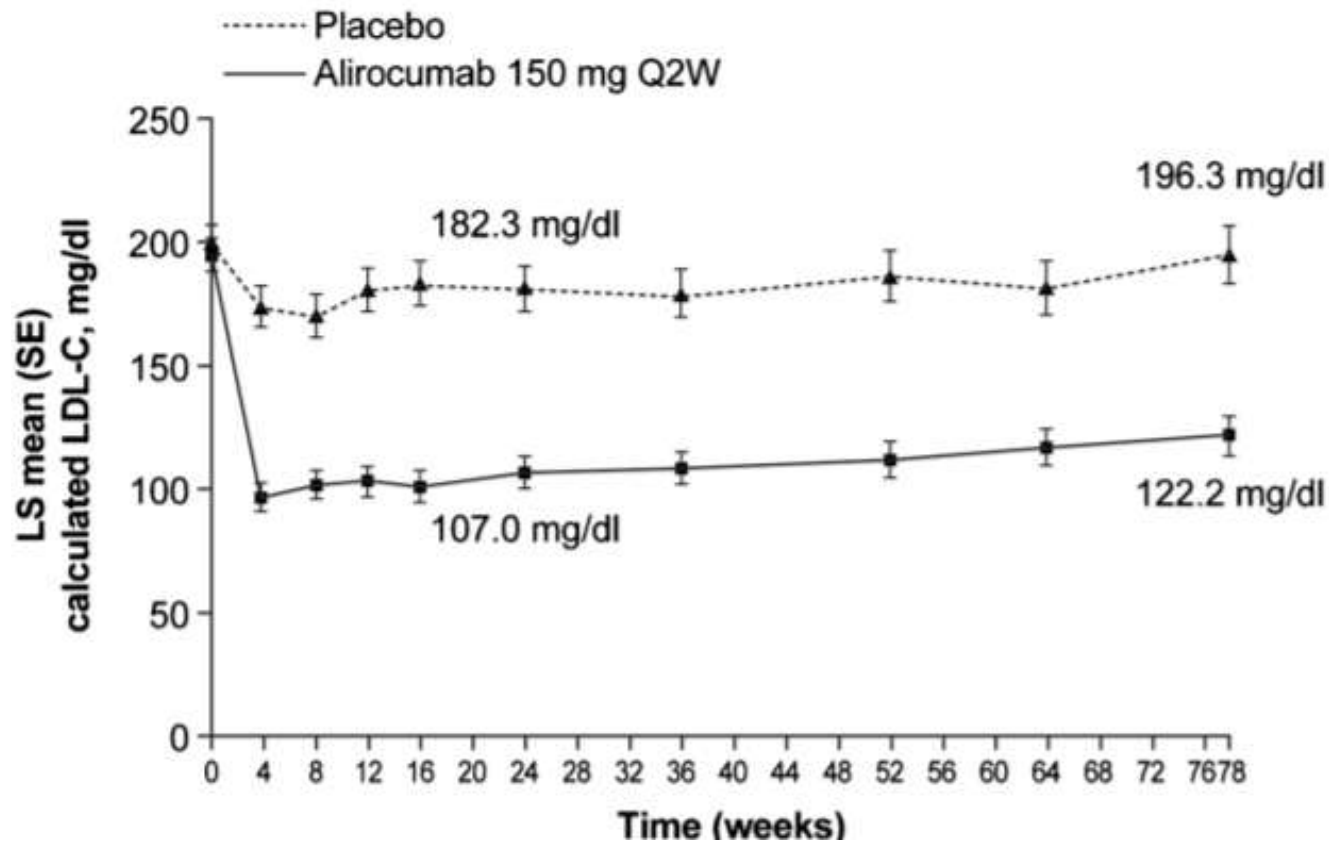 Placebo
Alirocumab 150 mg Q2W
LS mean (SE)
calculated LDL-C, mg/dl
250
200
150
100
50
0
182.3 mg/dl
196.3 mg/dl
107.0 mg/dl
122.2 mg/dl
0 4 8 12 16 20 24 28 32 36 40 44 48 52 56 60 64 68 72 7678
Time (weeks)